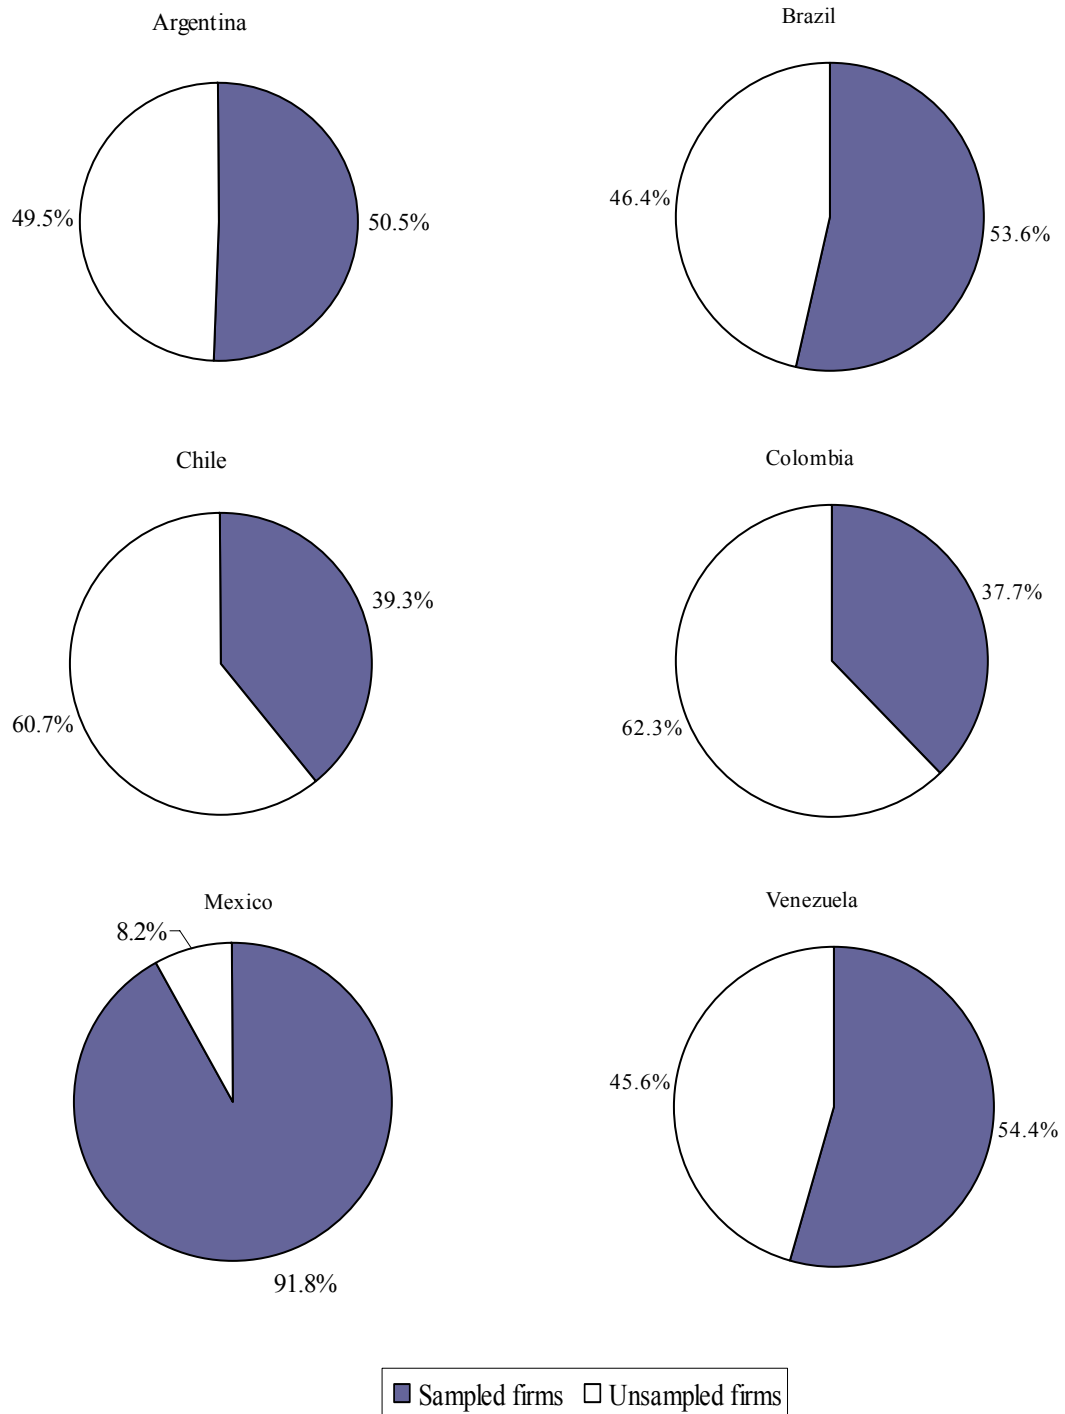 Argentina
Brazil
49.5%
50.5%
46.4%
53.6%
Chile
Colombia
39.3%
60.7%
37.7%
62.3%
Mexico
Venezuela
8.2%
91.8%
45.6%
54.4%
Sampled firms Unsampled firms